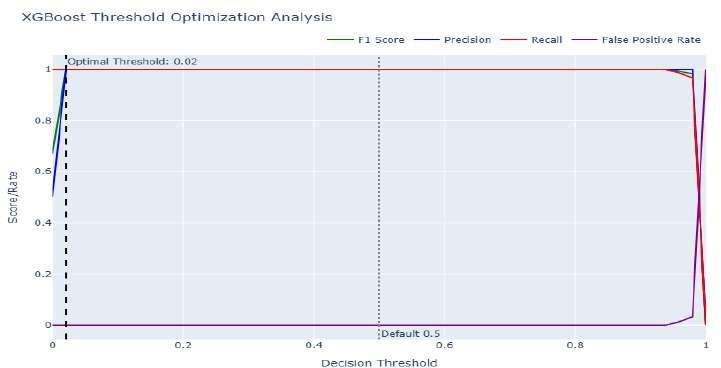 XGBoost Threshold Optimization Analysis
F1 Score Precision Recall False Positive Rate
Optimal Threshold: 0.02
1
0.8
0.6
0.4
0.2
0
Score/Rate
Default 0.5
0 0.2 0.4 0.6 0.8 1
Decision Threshold